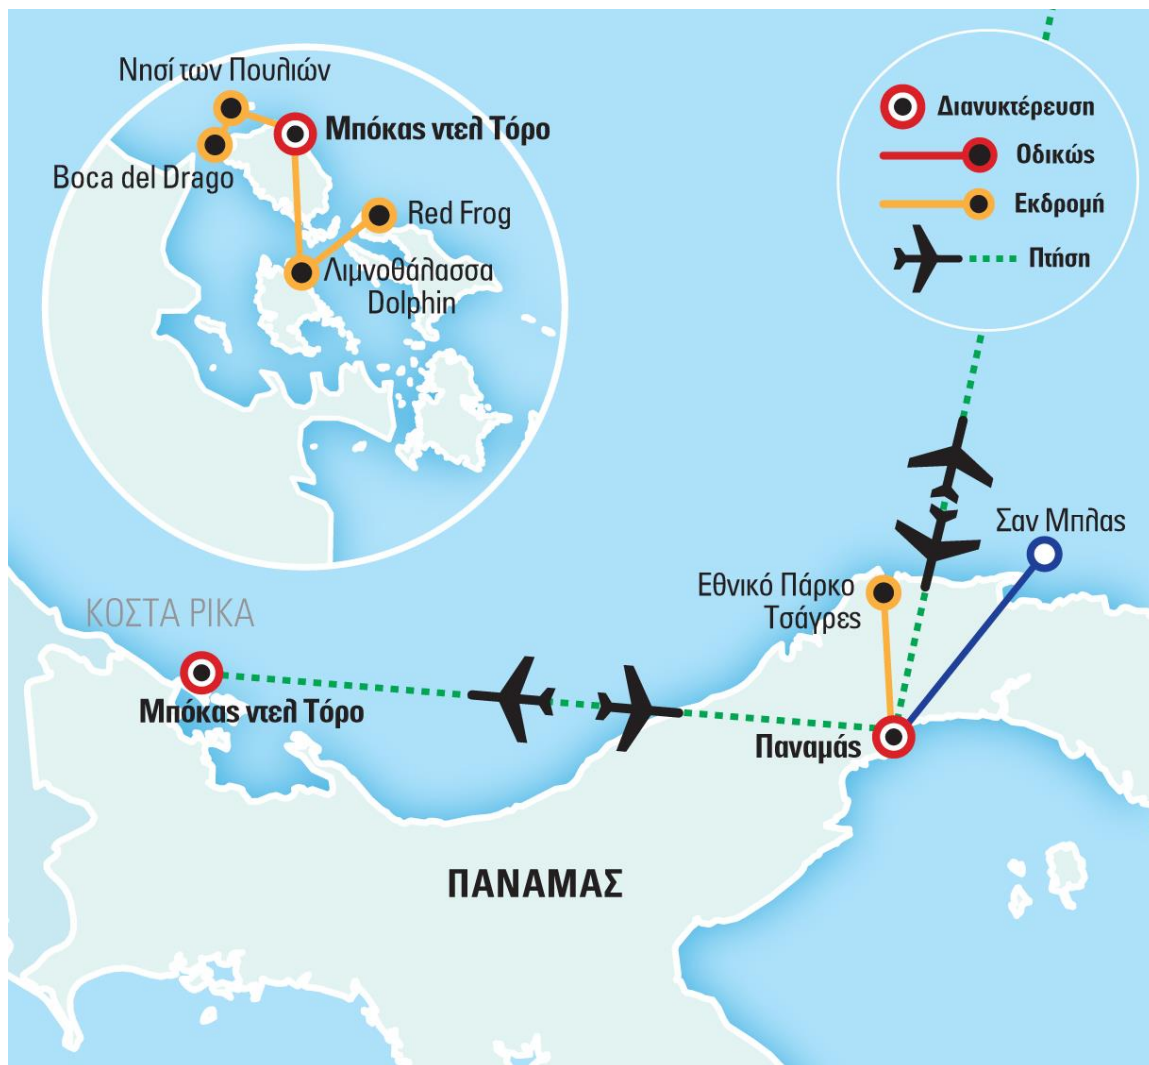 Νησί των Πουλιών
Μπόκας ντελ Τόρο
Boca del Drago
Red Frog
Λιμνοθάλασσα
Dolphin
Διανυκτέρευση
Οδικώς
Εκδρομή
Πτήση
Σαν Μπλας
Εθνικό Πάρκο
Τσάγρες
ΚΟΣΤΑ ΡΙΚΑ
Μπόκας ντελ Τόρο
Παναμάς
ΠΑΝΑΜΑΣ